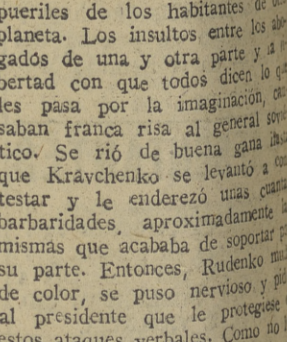 pueriles de los habitantes de
planeta. Los insultos entre los abo-
gados de una y otra parte y la
bertad con que todos dicen lo que
les pasa por la imaginación, cau-
saban franca risa al general sovié-
tico. Se rió de buena gana hasta
que Kravchenko se levantó a con-
testar y le enderezó unas cuantas
barbaridades, aproximadamente
mismas que acababa de soportar
su parte. Entonces, Rudenko
de color, se puso nervioso y
al presidente que le protegiese
estos ataques verbales. Como no